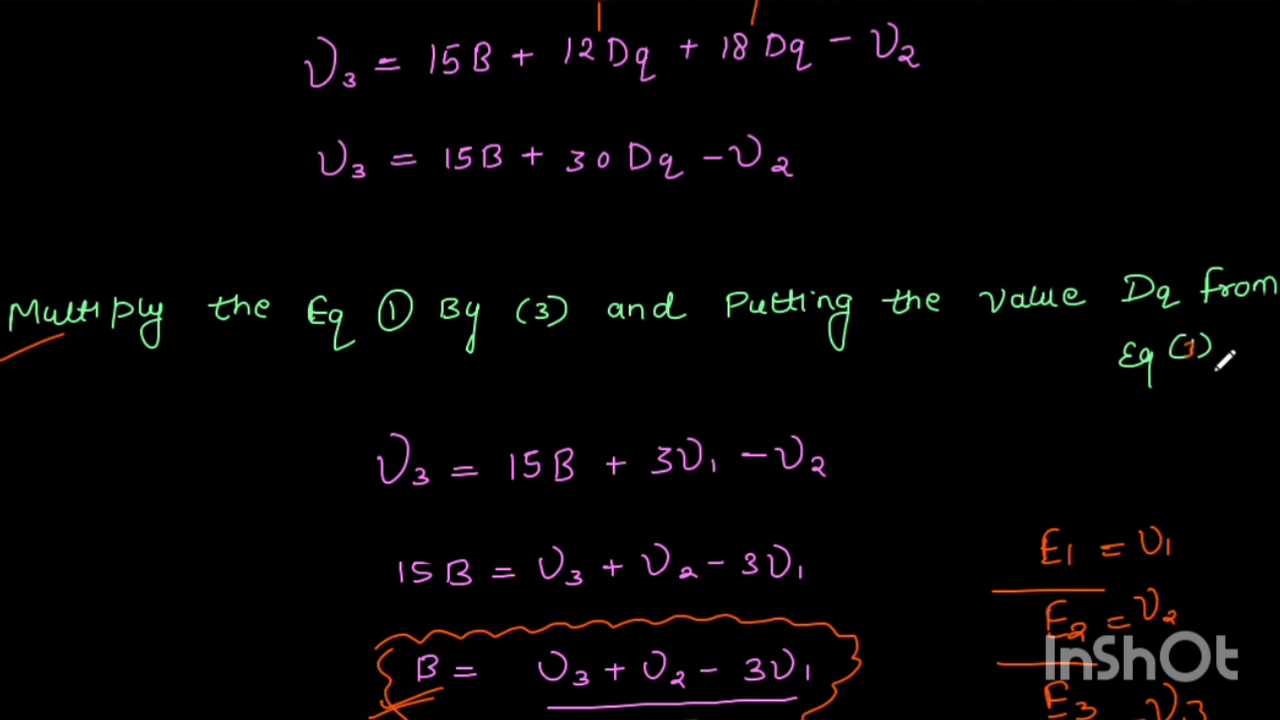 ν₃ = 15B + 12Dq + 18Dq - ν₂
ν₃ = 15B + 30Dq - ν₂
Multiply the Eq ① By (3) and Putting the value Dq from
Eq (1)
ν₃ = 15B + 3ν₁ - ν₂
15B = ν₃ + ν₂ - 3ν₁
B = ν₃ + ν₂ - 3ν₁
E₁ = ν₁
E₂ = ν₂
E₃ ν₃
InShOt